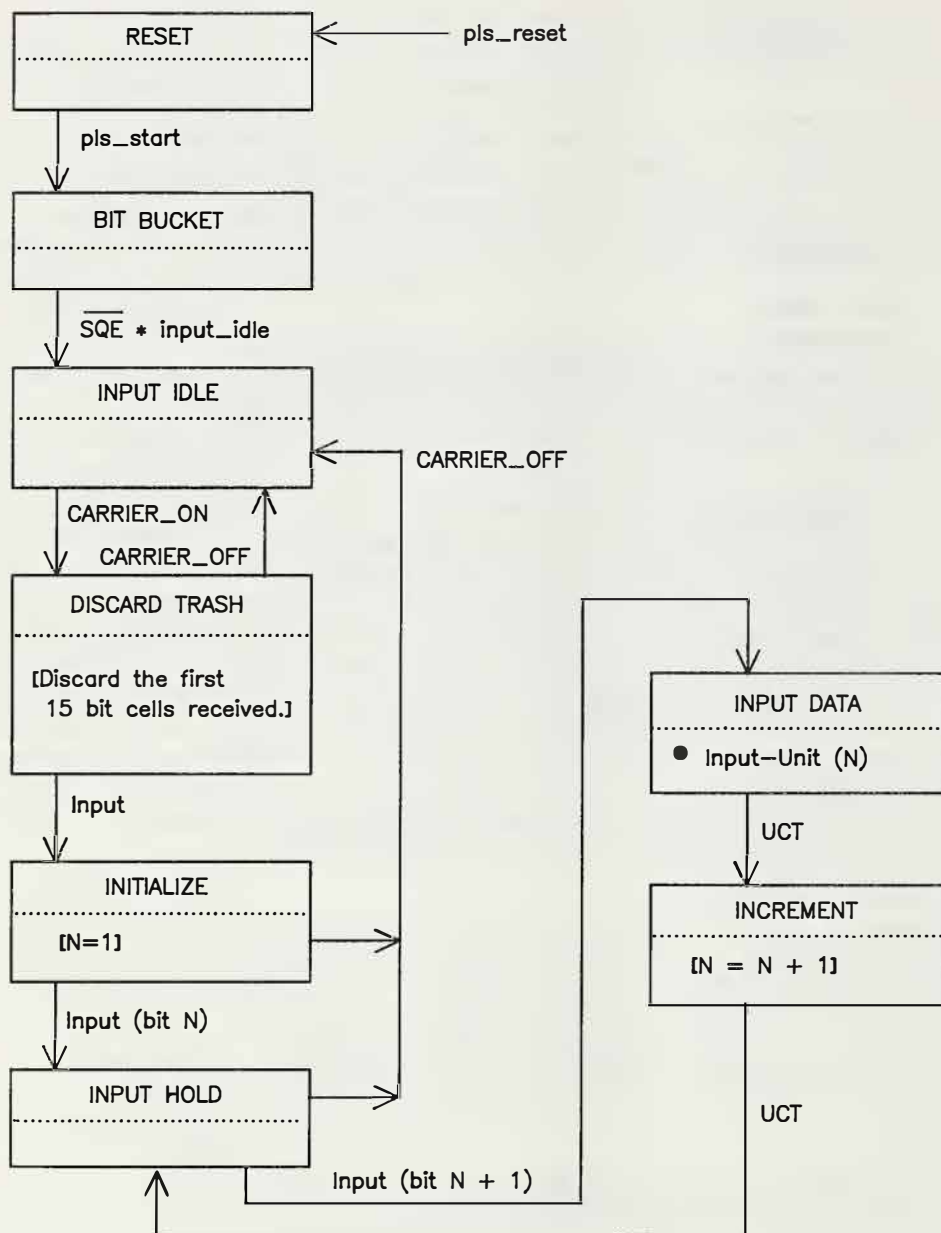 RESET
pls_reset
pls_start
BIT BUCKET
SQE * input_idle
INPUT IDLE
CARRIER_OFF
CARRIER_ON
CARRIER_OFF
DISCARD TRASH
[Discard the first
15 bit cells received.]
Input
INITIALIZE
[N=1]
Input (bit N)
INPUT HOLD
Input (bit N + 1)
INPUT DATA
● Input-Unit (N)
UCT
INCREMENT
[N = N + 1]
UCT